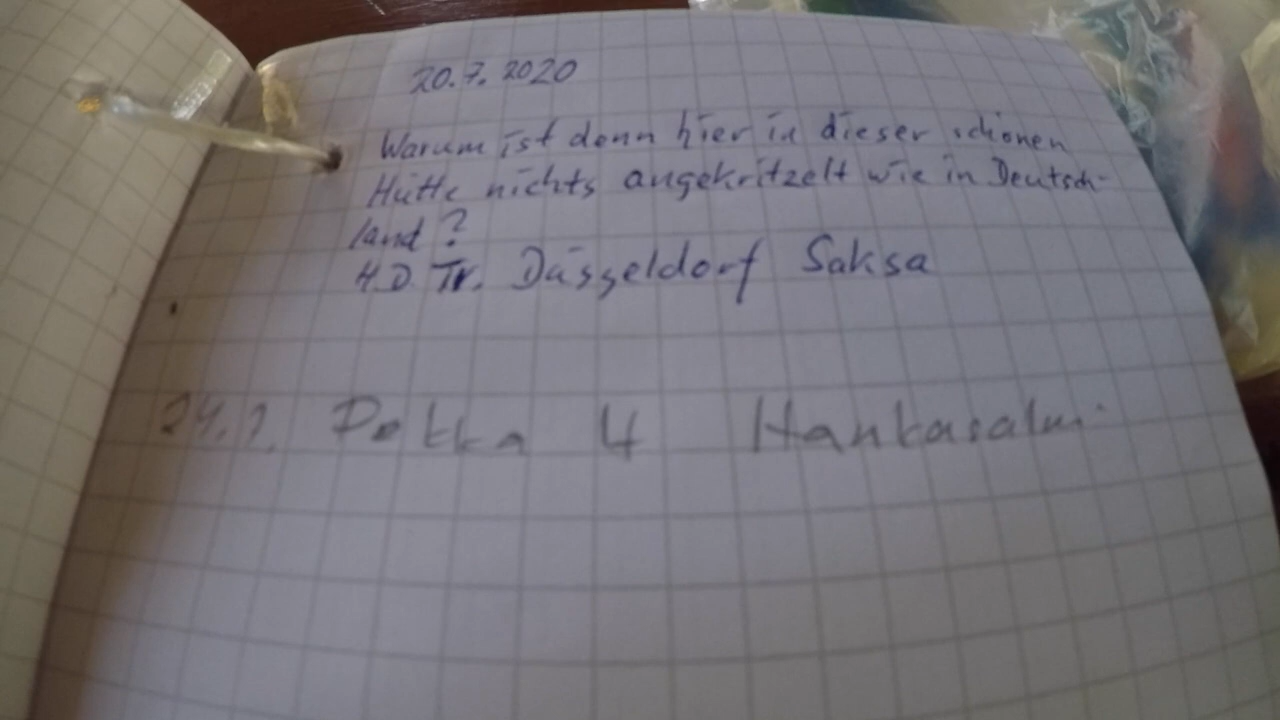 20.7.2020
Warum ist denn hier in dieser schönen
Hütte nichts angekritzelt wie in Deutsch-
land?
H.D. Tr. Düsseldorf Saksa
24.7. Pekka H Hankasalmi